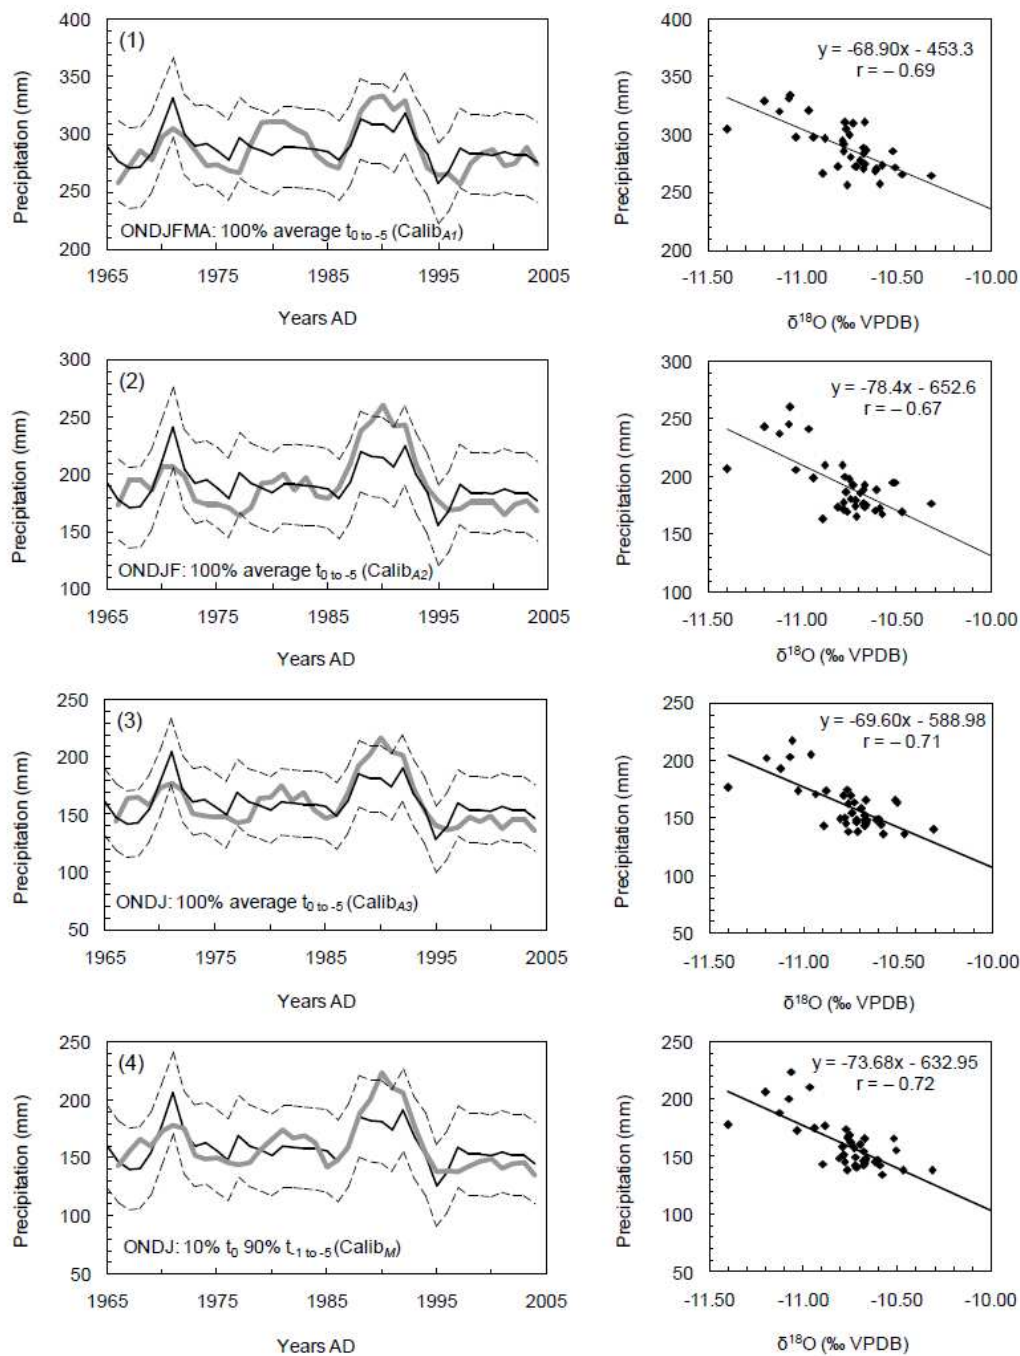 400
350
300
250
200
Precipitation (mm)
(1)
ONDJFMA: 100% average t0 to -5 (CalibA1)
1965 1975 1985 1995 2005
Years AD
400
350
300
250
200
Precipitation (mm)
y = -68.90x - 453.3
r = – 0.69
-11.50 -11.00 -10.50 -10.00
δ18O (‰ VPDB)
300
250
200
150
100
Precipitation (mm)
(2)
ONDJF: 100% average t0 to -5 (CalibA2)
1965 1975 1985 1995 2005
Years AD
300
250
200
150
100
Precipitation (mm)
y = -78.4x - 652.6
r = – 0.67
-11.50 -11.00 -10.50 -10.00
δ18O (‰ VPDB)
250
200
150
100
50
Precipitation (mm)
(3)
ONDJ: 100% average t0 to -5 (CalibA3)
1965 1975 1985 1995 2005
Years AD
250
200
150
100
50
Precipitation (mm)
y = -69.60x - 588.98
r = – 0.71
-11.50 -11.00 -10.50 -10.00
δ18O (‰ VPDB)
250
200
150
100
50
Precipitation (mm)
(4)
ONDJ: 10% t0 90% t-1 to -5 (CalibM)
1965 1975 1985 1995 2005
Years AD
250
200
150
100
50
Precipitation (mm)
y = -73.68x - 632.95
r = – 0.72
-11.50 -11.00 -10.50 -10.00
δ18O (‰ VPDB)